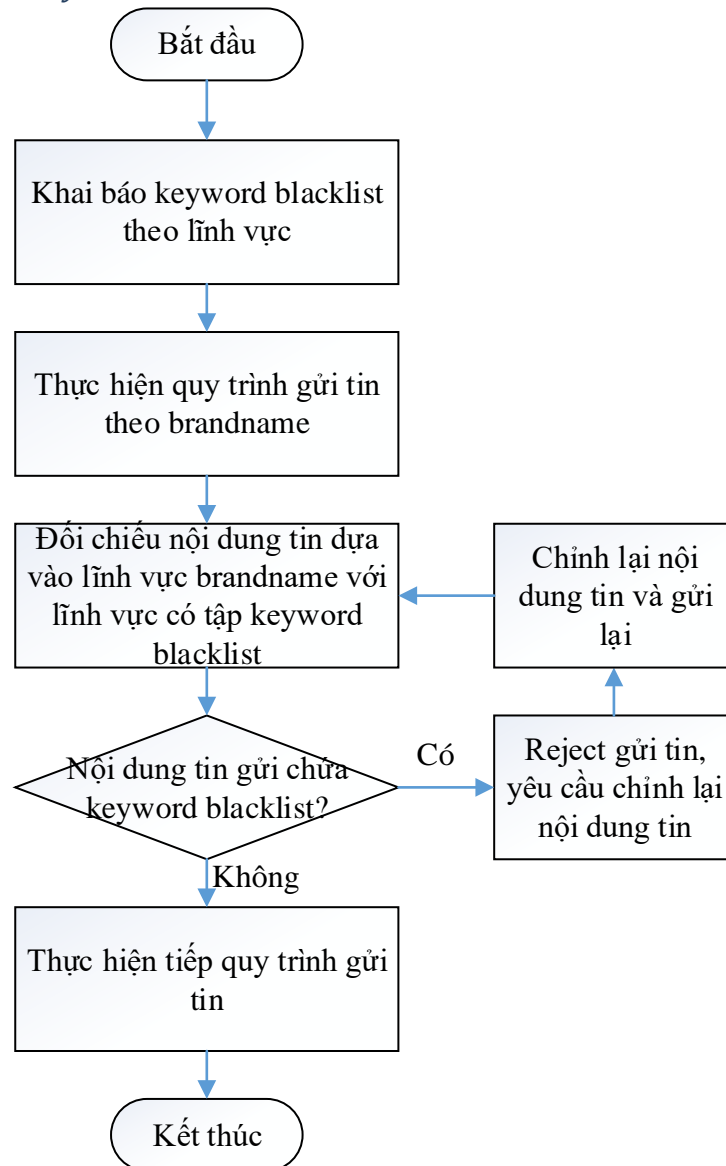 Bắt đầu
Khai báo keyword blacklist
theo lĩnh vực
Thực hiện quy trình gửi tin
theo brandname
Đối chiếu nội dung tin dựa
vào lĩnh vực brandname với
lĩnh vực có tập keyword
blacklist
Chỉnh lại nội
dung tin và gửi
lại
Nội dung tin gửi chứa
keyword blacklist?
Có
Reject gửi tin,
yêu cầu chỉnh lại
nội dung tin
Không
Thực hiện tiếp quy trình gửi
tin
Kết thúc